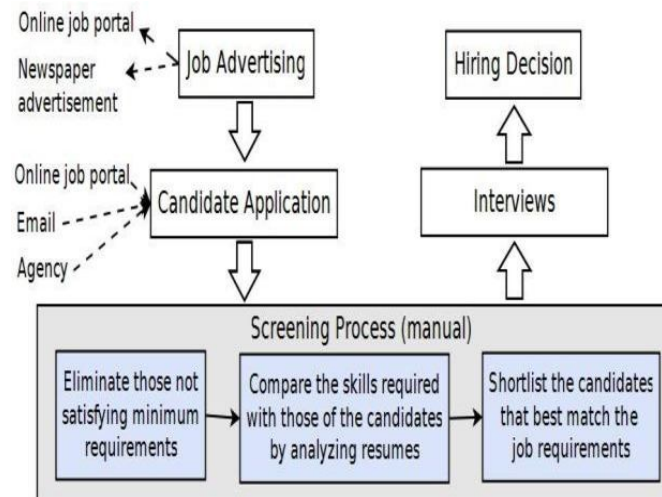 Online job portal
Newspaper
advertisement
Job Advertising
Hiring Decision
Online job portal
Email
Agency
Candidate Application
Interviews
Screening Process (manual)
Eliminate those not
satisfying minimum
requirements
Compare the skills required
with those of the candidates
by analyzing resumes
Shortlist the candidates
that best match the
job requirements